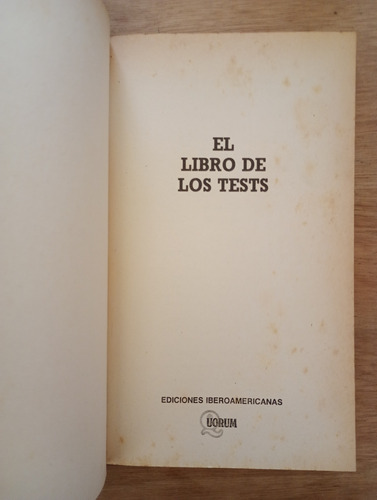 EL
LIBRO DE
LOS TESTS
EDICIONES IBEROAMERICANAS
QUORUM